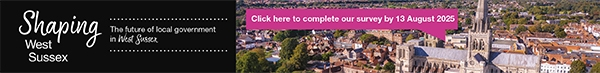 Shaping
West
Sussex
The future of local government
in West Sussex
Click here to complete our survey by 13 August 2025